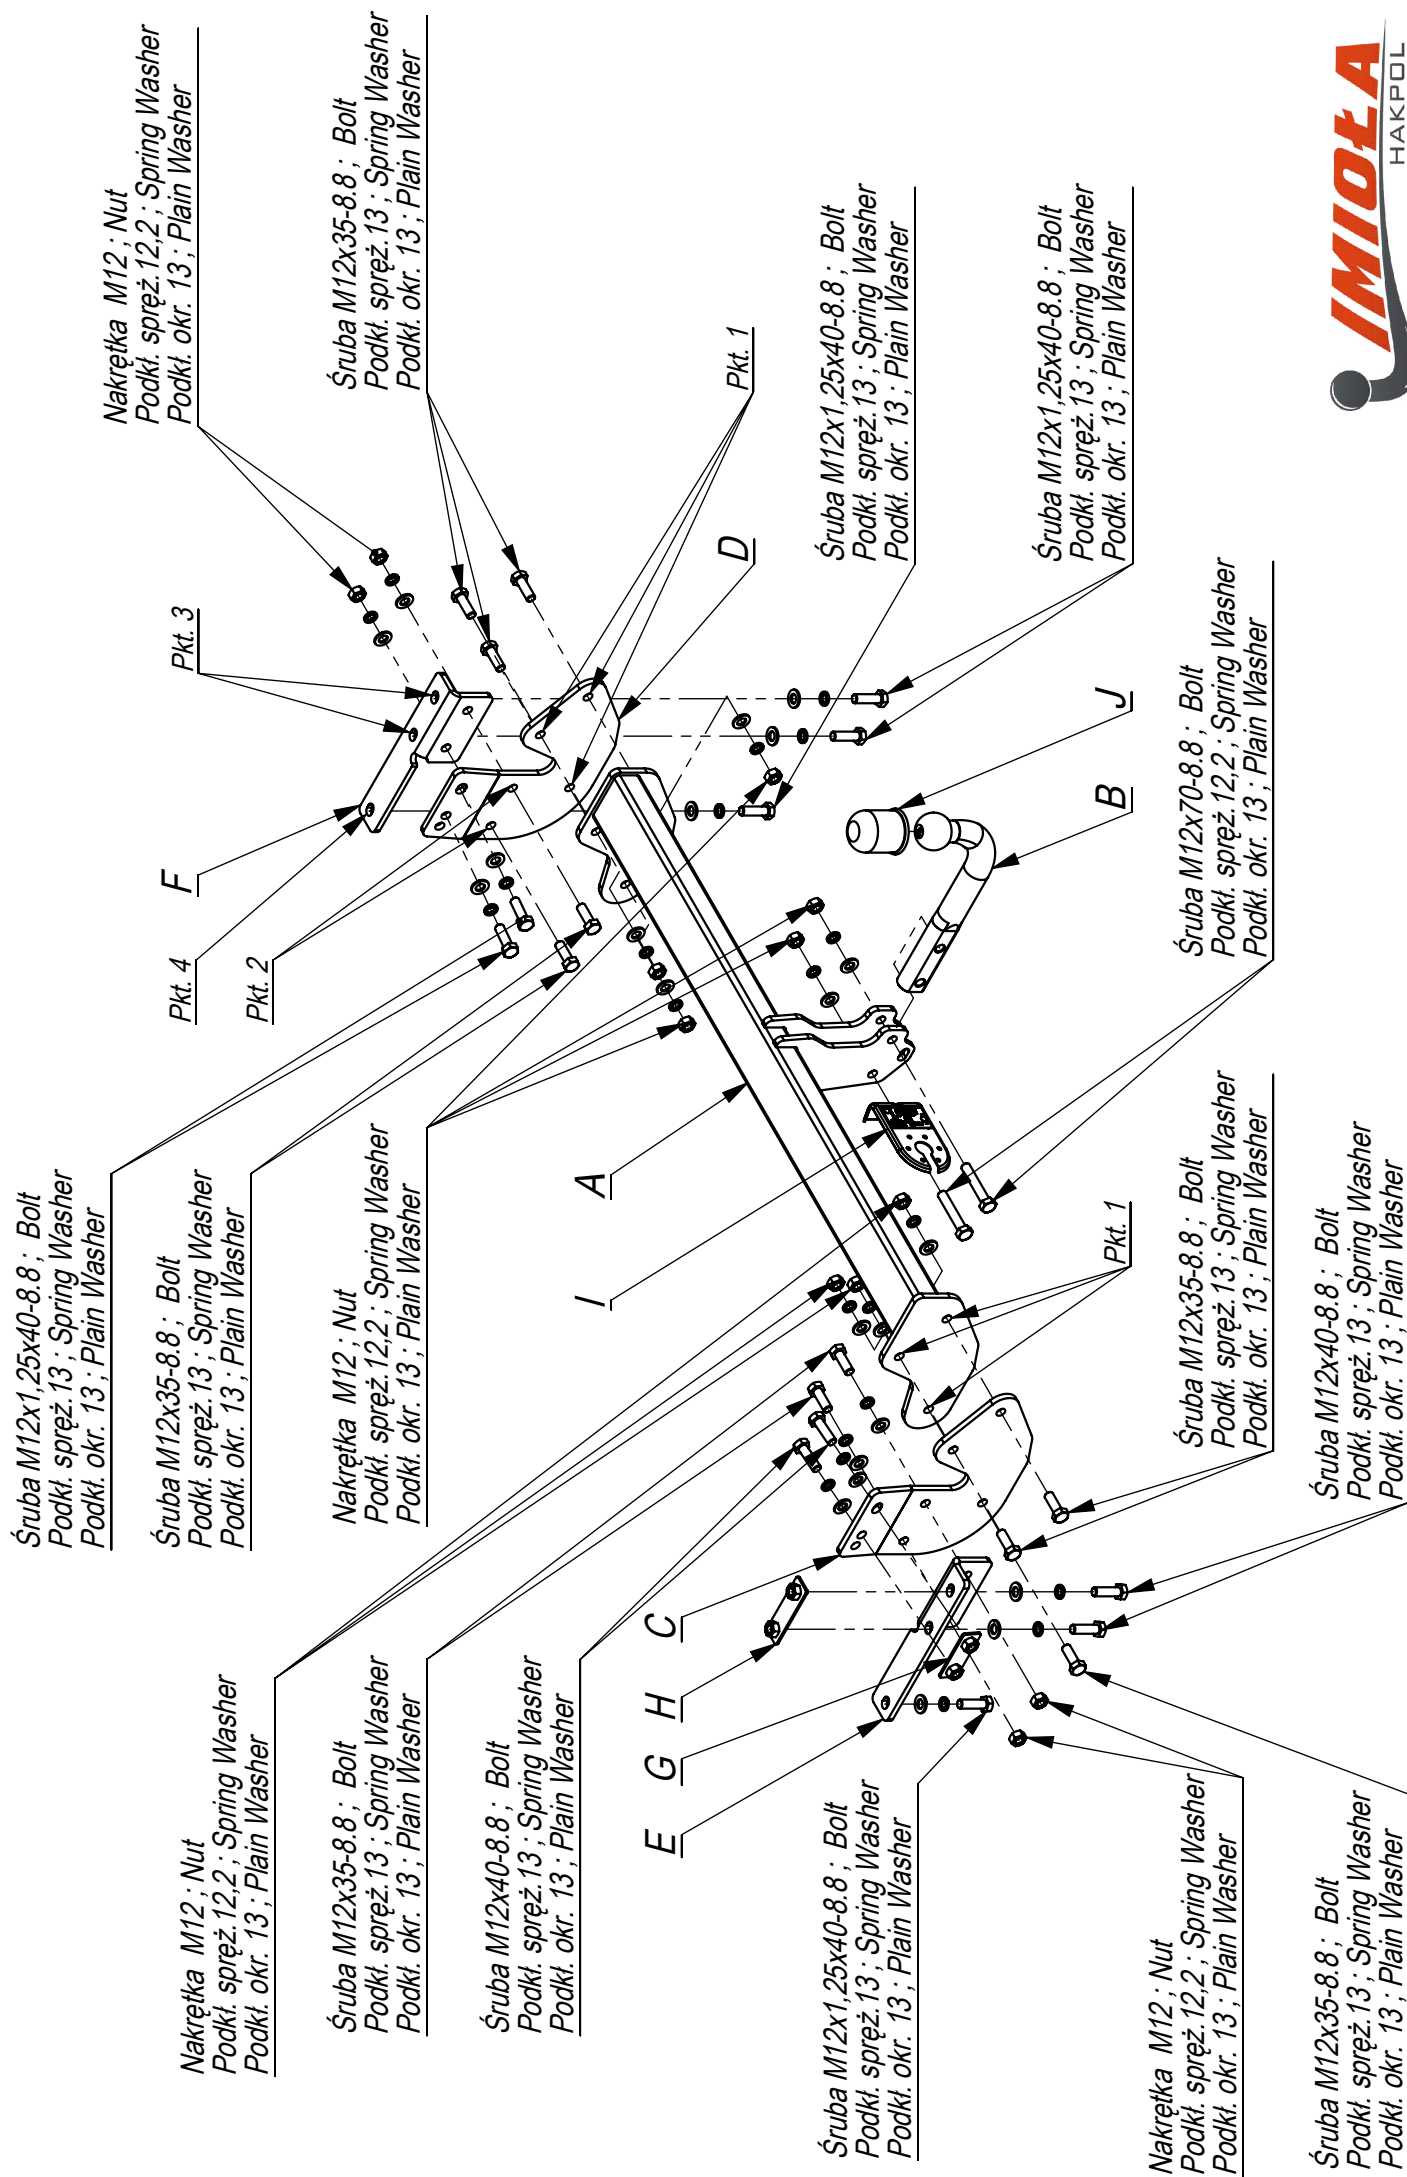 Śruba M12x1,25x40-8.8 ; Bolt
Podkł. spręż.13 ; Spring Washer
Podkł. okr. 13 ; Plain Washer
Śruba M12x35-8.8 ; Bolt
Podkł. spręż.13 ; Spring Washer
Podkł. okr. 13 ; Plain Washer
Nakrętka M12 ; Nut
Podkł. spręż.12,2 ; Spring Washer
Podkł. okr. 13 ; Plain Washer
Nakrętka M12 ; Nut
Podkł. spręż.12,2 ; Spring Washer
Podkł. okr. 13 ; Plain Washer
Śruba M12x35-8.8 ; Bolt
Podkł. spręż.13 ; Spring Washer
Podkł. okr. 13 ; Plain Washer
Śruba M12x40-8.8 ; Bolt
Podkł. spręż.13 ; Spring Washer
Podkł. okr. 13 ; Plain Washer
Nakrętka M12 ; Nut
Podkł. spręż.12,2 ; Spring Washer
Podkł. okr. 13 ; Plain Washer
Śruba M12x35-8.8 ; Bolt
Podkł. spręż.13 ; Spring Washer
Podkł. okr. 13 ; Plain Washer
Pkt. 4
F
Pkt. 3
Pkt. 2
Pkt. 1
D
A
I
C
H
G
E
Śruba M12x1,25x40-8.8 ; Bolt
Podkł. spręż.13 ; Spring Washer
Podkł. okr. 13 ; Plain Washer
Śruba M12x1,25x40-8.8 ; Bolt
Podkł. spręż.13 ; Spring Washer
Podkł. okr. 13 ; Plain Washer
J
B
Śruba M12x70-8.8 ; Bolt
Podkł. spręż.12,2 ; Spring Washer
Podkł. okr. 13 ; Plain Washer
Pkt. 1
Śruba M12x35-8.8 ; Bolt
Podkł. spręż.13 ; Spring Washer
Podkł. okr. 13 ; Plain Washer
Śruba M12x40-8.8 ; Bolt
Podkł. spręż.13 ; Spring Washer
Podkł. okr. 13 ; Plain Washer
Śruba M12x1,25x40-8.8 ; Bolt
Podkł. spręż.13 ; Spring Washer
Podkł. okr. 13 ; Plain Washer
Nakrętka M12 ; Nut
Podkł. spręż.12,2 ; Spring Washer
Podkł. okr. 13 ; Plain Washer
Śruba M12x35-8.8 ; Bolt
Podkł. spręż.13 ; Spring Washer
Podkł. okr. 13 ; Plain Washer
IMIOŁA
HAKPOL